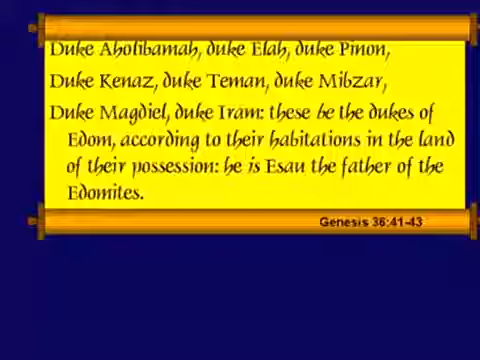 Duke Aholibamah, duke Elah, duke Pinon,
Duke Kenaz, duke Teman, duke Mibzar,
Duke Magdiel, duke Iram: these be the dukes of
Edom, according to their habitations in the land
of their possession: he is Esau the father of the
Edomites.
Genesis 36:41-43